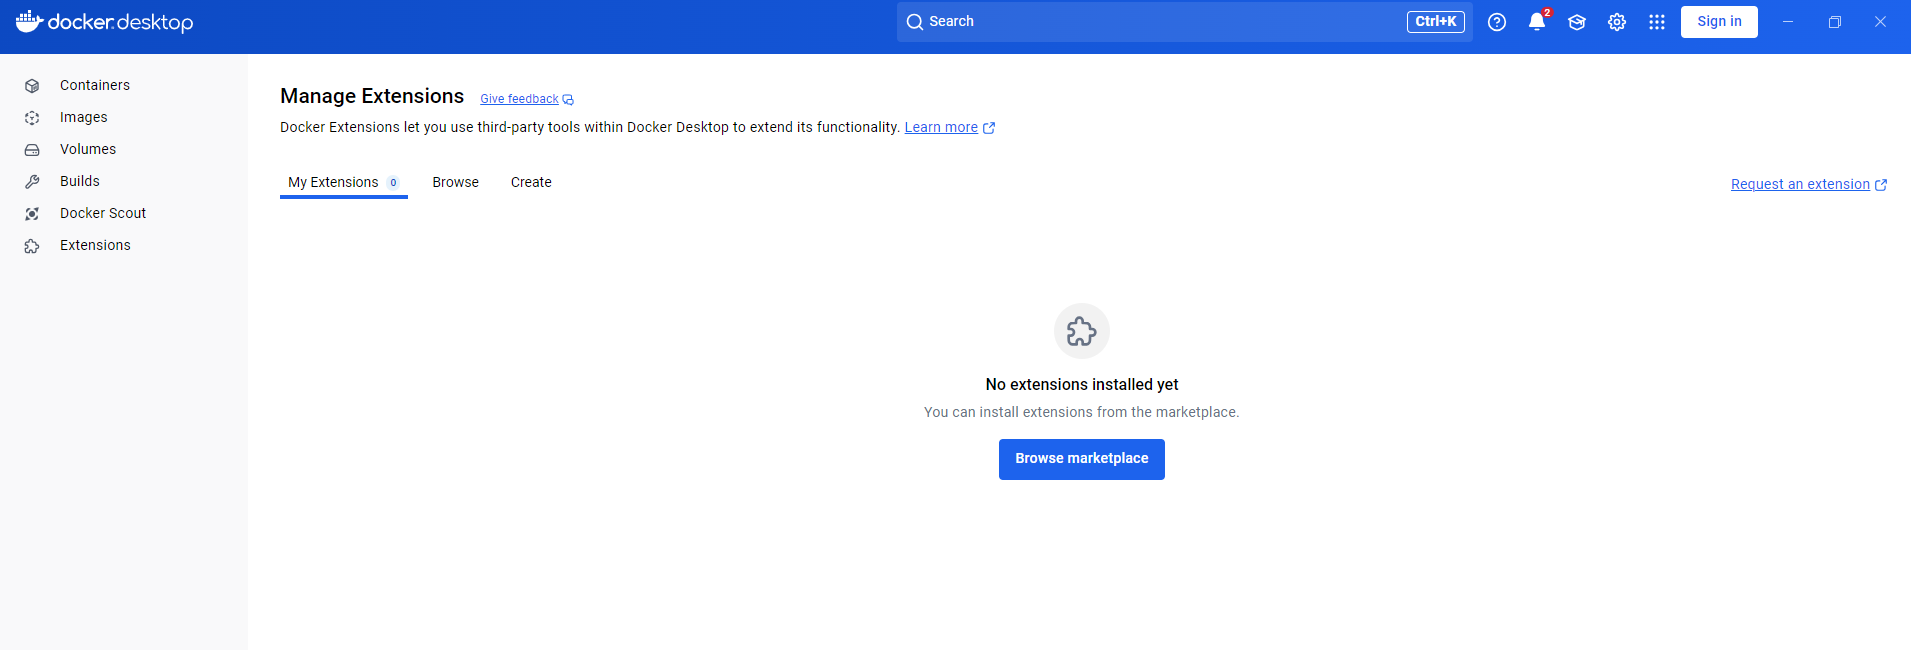 docker.desktop
Search
Ctrl+K
2
Sign in
Containers
Images
Volumes
Builds
Docker Scout
Extensions
Manage Extensions
Give feedback
Docker Extensions let you use third-party tools within Docker Desktop to extend its functionality. Learn more
My Extensions 0
Browse
Create
Request an extension
No extensions installed yet
You can install extensions from the marketplace.
Browse marketplace